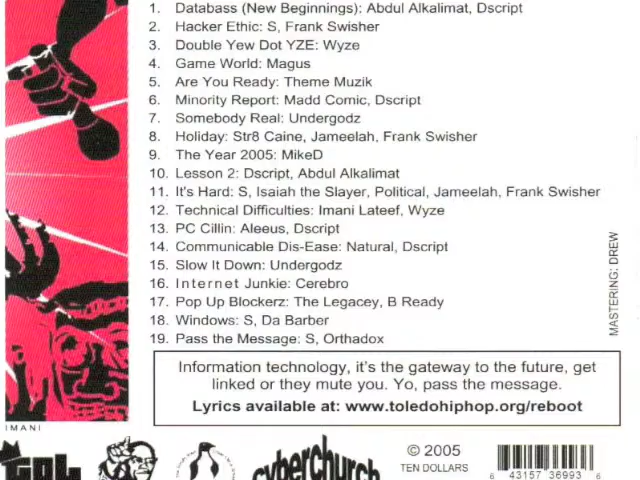 1. Databass (New Beginnings): Abdul Alkalimat, Dscript
2. Hacker Ethic: S, Frank Swisher
3. Double Yew Dot YZE: Wyze
4. Game World: Magus
5. Are You Ready: Theme Muzik
6. Minority Report: Madd Comic, Dscript
7. Somebody Real: Undergodz
8. Holiday: Str8 Caine, Jameelah, Frank Swisher
9. The Year 2005: MikeD
10. Lesson 2: Dscript, Abdul Alkalimat
11. It's Hard: S, Isaiah the Slayer, Political, Jameelah, Frank Swisher
12. Technical Difficulties: Imani Lateef, Wyze
13. PC Cillin: Aleeus, Dscript
14. Communicable Dis-Ease: Natural, Dscript
15. Slow It Down: Undergodz
16. Internet Junkie: Cerebro
17. Pop Up Blockerz: The Legacey, B Ready
18. Windows: S, Da Barber
19. Pass the Message: S, Orthadox
MASTERING: DREW
Information technology, it's the gateway to the future, get
linked or they mute you. Yo, pass the message.
Lyrics available at: www.toledohiphop.org/reboot
IMANI
cyberchurch
© 2005
TEN DOLLARS
6 43157 36993 6